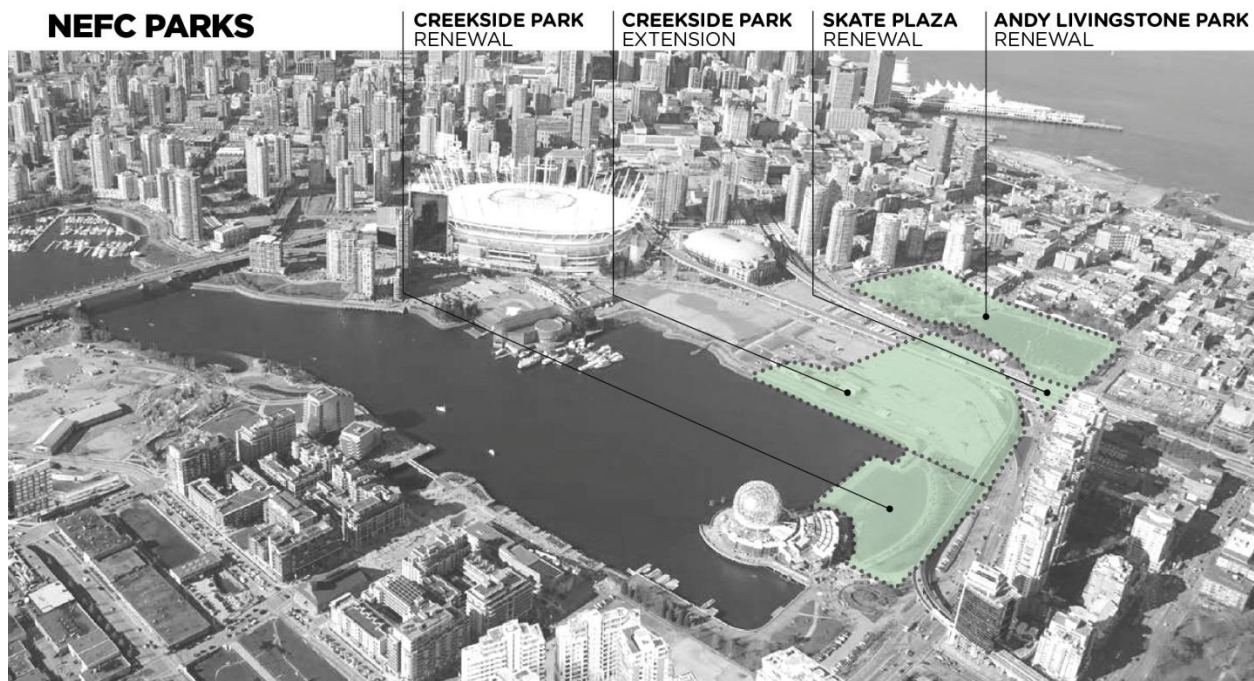 NEFC PARKS
CREEKSIDE PARK
RENEWAL
CREEKSIDE PARK
EXTENSION
SKATE PLAZA
RENEWAL
ANDY LIVINGSTONE PARK
RENEWAL